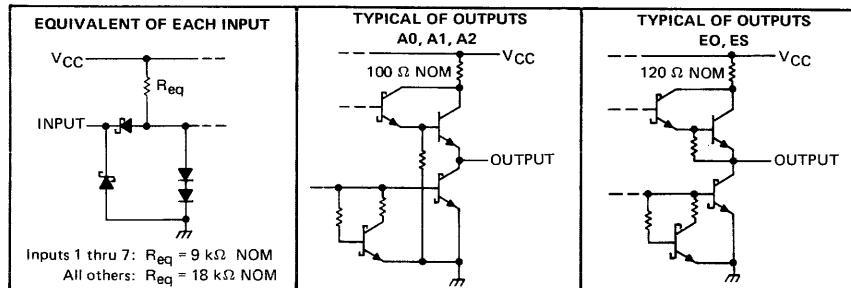 EQUIVALENT OF EACH INPUT
VCC
Req
INPUT
Inputs 1 thru 7: Req = 9 kΩ NOM
All others: Req = 18 kΩ NOM
TYPICAL OF OUTPUTS
A0, A1, A2
VCC
100 Ω NOM
OUTPUT
TYPICAL OF OUTPUTS
EO, ES
VCC
120 Ω NOM
OUTPUT